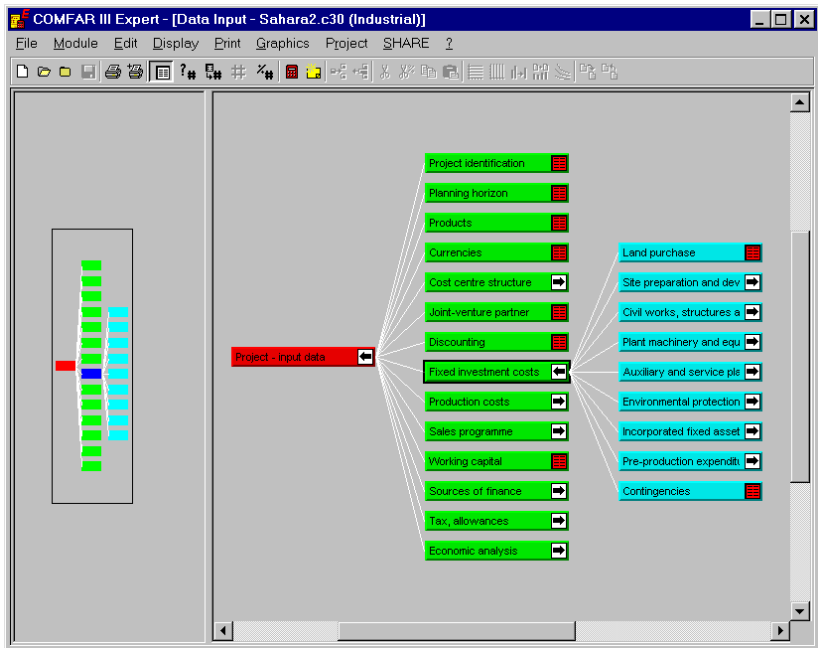 COMFAR III Expert - [Data Input - Sahara2.c30 (Industrial)]
File Module Edit Display Print Graphics Project SHARE ?
Project identification
Planning horizon
Products
Currencies
Land purchase
Cost centre structure
Site preparation and dev
Joint-venture partner
Civil works, structures a
Discounting
Plant machinery and equ
Project - input data
Fixed investment costs
Auxiliary and service pla
Production costs
Environmental protection
Sales programme
Incorporated fixed asset
Working capital
Pre-production expenditu
Sources of finance
Contingencies
Tax, allowances
Economic analysis